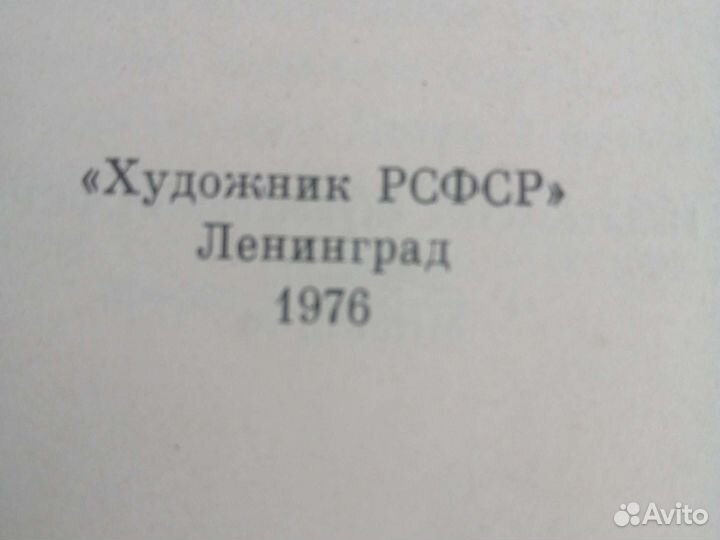 «Художник РСФСР»
Ленинград
1976
Avito